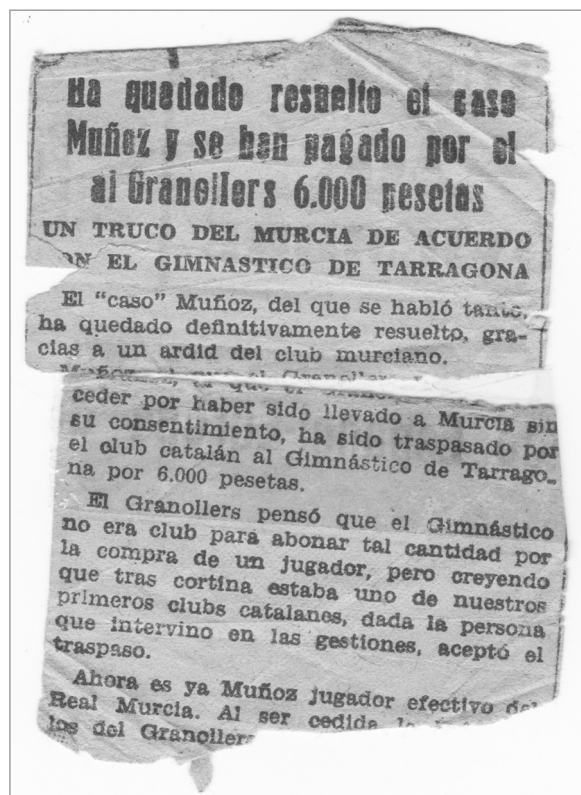 Ha quedado resuelto el caso
Muñoz y se han pagado por el
al Granollers 6.000 pesetas
UN TRUCO DEL MURCIA DE ACUERDO
ON EL GIMNASTICO DE TARRAGONA
El "caso" Muñoz, del que se habló tanto,
ha quedado definitivamente resuelto, gra-
cias a un ardid del club murciano.
Muñoz, al que el Granollers
ceder por haber sido llevado a Murcia sin
su consentimiento, ha sido traspasado por
el club catalán al Gimnástico de Tarrago-
na por 6.000 pesetas.
El Granollers pensó que el Gimnástico
no era club para abonar tal cantidad por
la compra de un jugador, pero creyendo
que tras cortina estaba uno de nuestros
primeros clubs catalanes, dada la persona
que intervino en las gestiones, aceptó el
traspaso.
Ahora es ya Muñoz jugador efectivo del
Real Murcia. Al ser cedida
los del Granollers